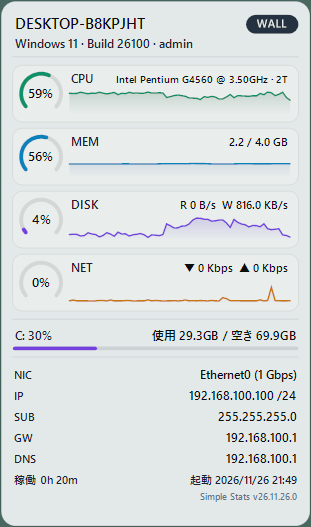 DESKTOP-B8KPJHT WALL
Windows 11 · Build 26100 · admin
CPU Intel Pentium G4560 @ 3.50GHz · 2T
59%
MEM 2.2 / 4.0 GB
56%
DISK R 0 B/s W 816.0 KB/s
4%
NET ▼ 0 Kbps ▲ 0 Kbps
0%
C: 30% 使用 29.3GB / 空き 69.9GB
NIC Ethernet0 (1 Gbps)
IP 192.168.100.100 /24
SUB 255.255.255.0
GW 192.168.100.1
DNS 192.168.100.1
稼働 0h 20m 起動 2026/11/26 21:49
Simple Stats v26.11.26.0